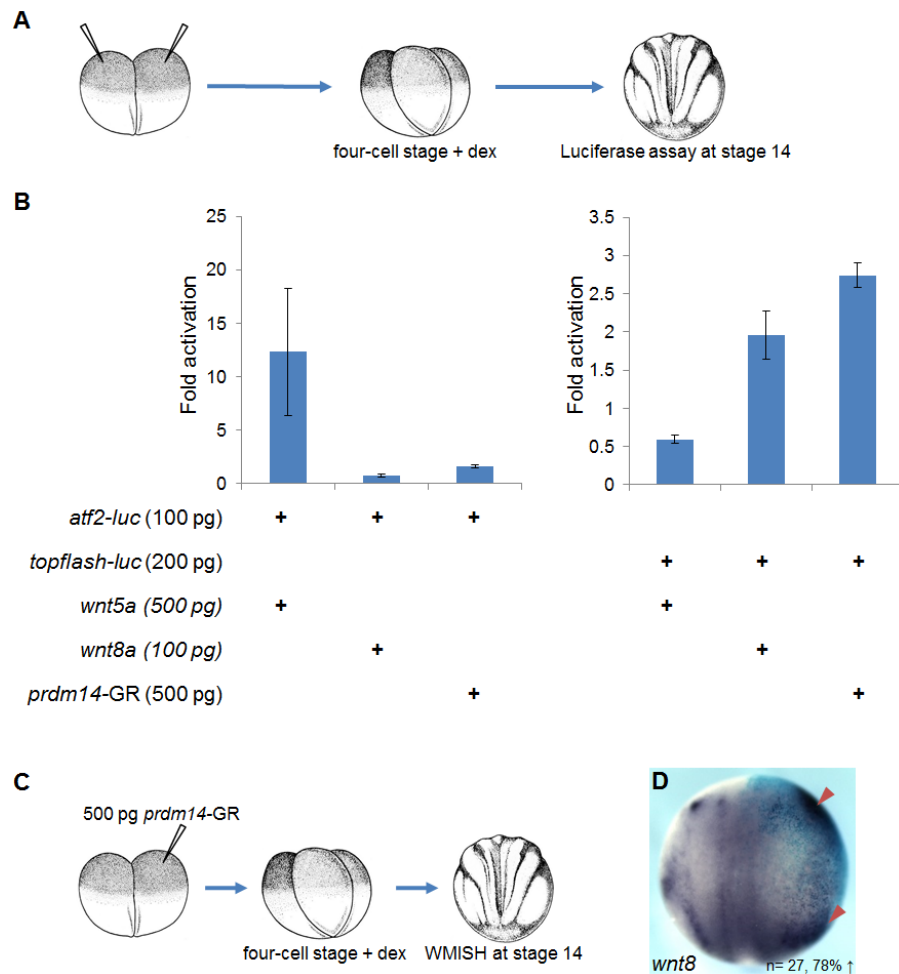 A
four-cell stage + dex
Luciferase assay at stage 14
B
Fold activation
25
20
15
10
5
0
Fold activation
3.5
3
2.5
2
1.5
1
0.5
0
atf2-luc (100 pg) + + +
topflash-luc (200 pg) + + +
wnt5a (500 pg) + +
wnt8a (100 pg) + +
prdm14-GR (500 pg) + +
C
500 pg prdm14-GR
four-cell stage + dex
WMISH at stage 14
D
wnt8
n= 27, 78% ↑